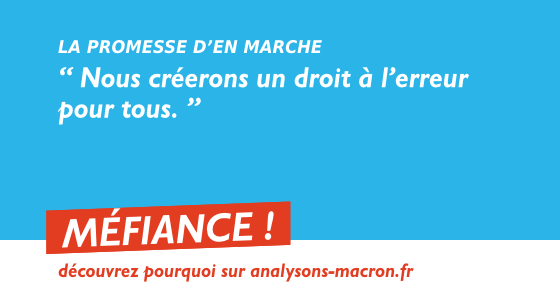 LA PROMESSE D’EN MARCHE
“ Nous créerons un droit à l’erreur
pour tous. ”
MÉFIANCE !
découvrez pourquoi sur analysons-macron.fr